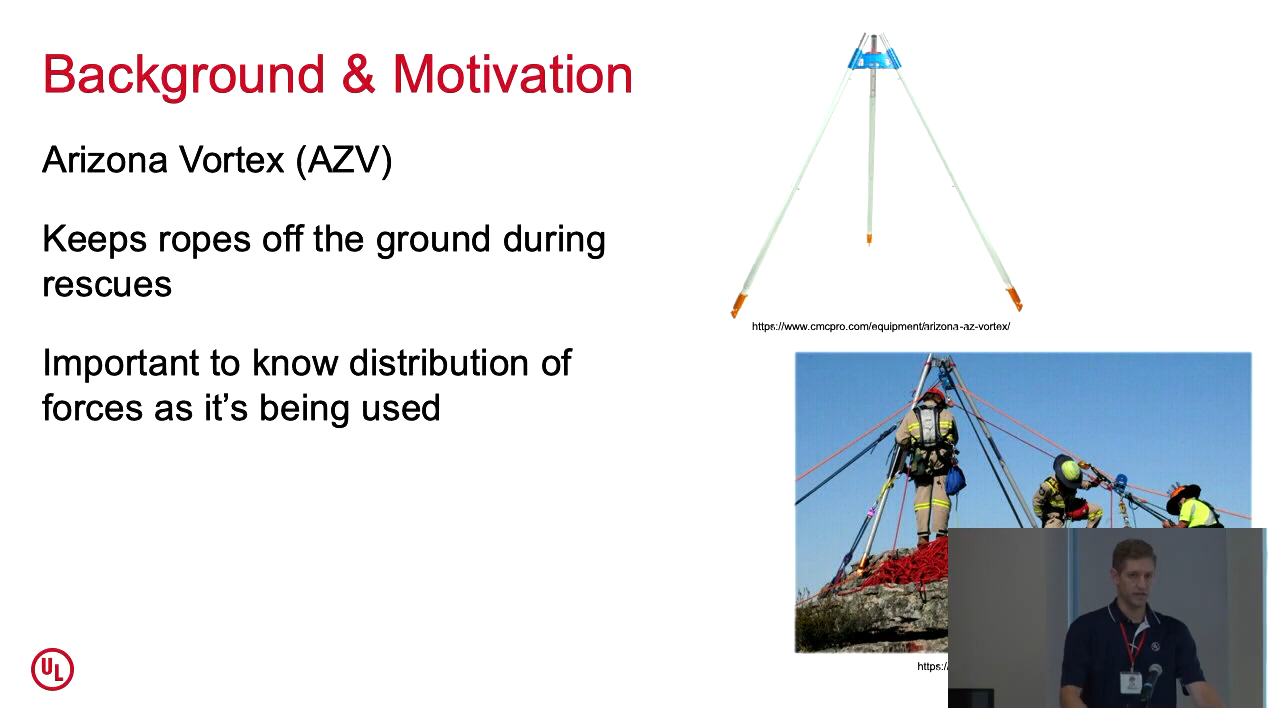 Background & Motivation
Arizona Vortex (AZV)
Keeps ropes off the ground during
rescues
Important to know distribution of
forces as it’s being used
https://www.cmcpro.com/equipment/arizona-az-vortex/
https:/
UL